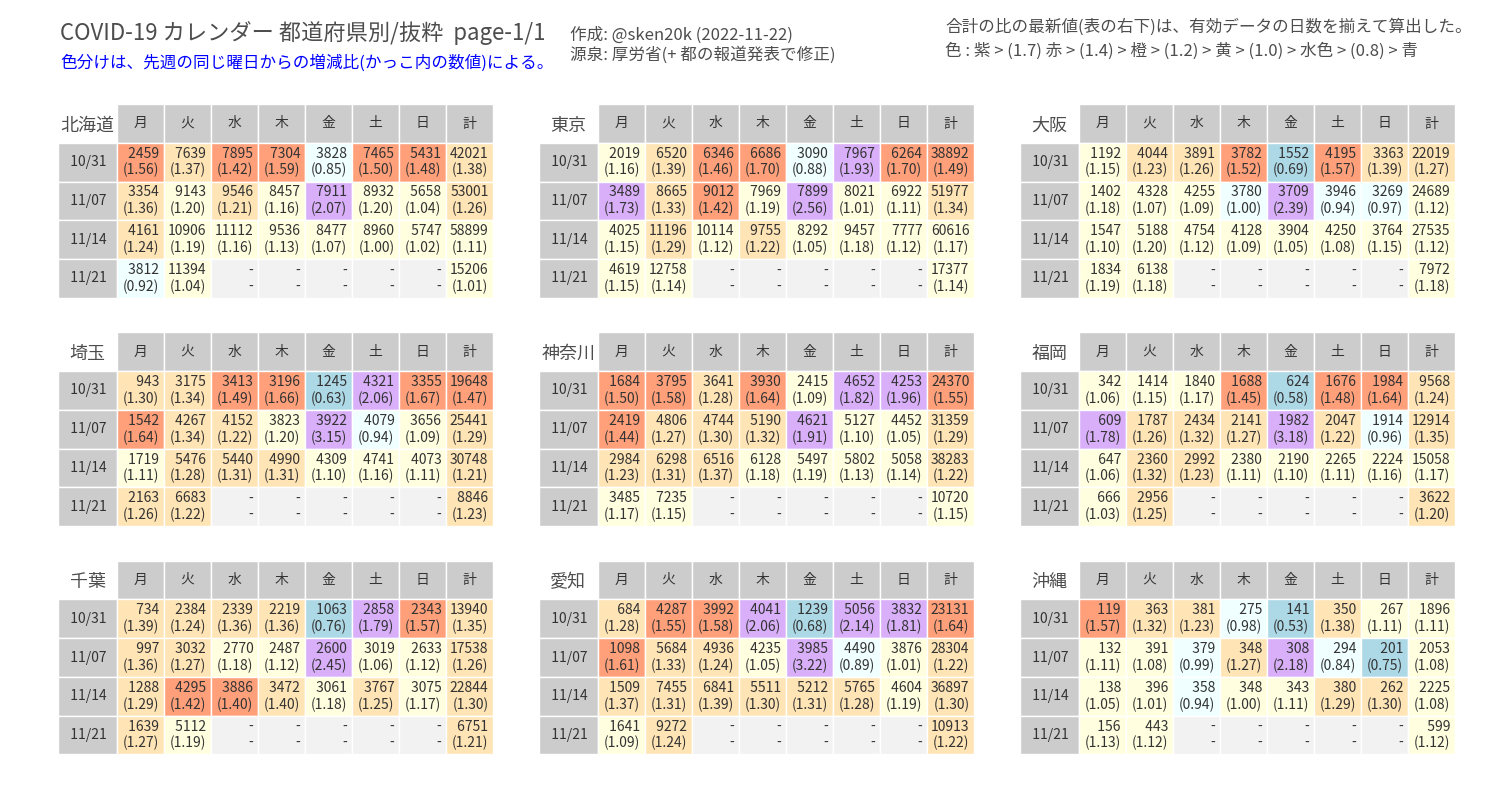 COVID-19 カレンダー 都道府県別/抜粋 page-1/1
色分けは、先週の同じ曜日からの増減比(かっこ内の数値)による。
作成: @sken20k (2022-11-22)
源泉: 厚労省(+ 都の報道発表で修正)
合計の比の最新値(表の右下)は、有効データの日数を揃えて算出した。
色 : 紫 > (1.7) 赤 > (1.4) > 橙 > (1.2) > 黄 > (1.0) > 水色 > (0.8) > 青
北海道 月 火 水 木 金 土 日 計
10/31 2459 7639 7895 7304 3828 7465 5431 42021
(1.56) (1.37) (1.42) (1.59) (0.85) (1.50) (1.48) (1.38)
11/07 3354 9143 9546 8457 7911 8932 5658 53001
(1.36) (1.20) (1.21) (1.16) (2.07) (1.20) (1.04) (1.26)
11/14 4161 10906 11112 9536 8477 8960 5747 58899
(1.24) (1.19) (1.16) (1.13) (1.07) (1.00) (1.02) (1.11)
11/21 3812 11394 - - - - - 15206
(0.92) (1.04) - - - - - (1.01)
東京 月 火 水 木 金 土 日 計
10/31 2019 6520 6346 6686 3090 7967 6264 38892
(1.16) (1.39) (1.46) (1.70) (0.88) (1.93) (1.70) (1.49)
11/07 3489 8665 9012 7969 7899 8021 6922 51977
(1.73) (1.33) (1.42) (1.19) (2.56) (1.01) (1.11) (1.34)
11/14 4025 11196 10114 9755 8292 9457 7777 60616
(1.15) (1.29) (1.12) (1.22) (1.05) (1.18) (1.12) (1.17)
11/21 4619 12758 - - - - - 17377
(1.15) (1.14) - - - - - (1.14)
大阪 月 火 水 木 金 土 日 計
10/31 1192 4044 3891 3782 1552 4195 3363 22019
(1.15) (1.23) (1.26) (1.52) (0.69) (1.57) (1.39) (1.27)
11/07 1402 4328 4255 3780 3709 3946 3269 24689
(1.18) (1.07) (1.09) (1.00) (2.39) (0.94) (0.97) (1.12)
11/14 1547 5188 4754 4128 3904 4250 3764 27535
(1.10) (1.20) (1.12) (1.09) (1.05) (1.08) (1.15) (1.12)
11/21 1834 6138 - - - - - 7972
(1.19) (1.18) - - - - - (1.18)
埼玉 月 火 水 木 金 土 日 計
10/31 943 3175 3413 3196 1245 4321 3355 19648
(1.30) (1.34) (1.49) (1.66) (0.63) (2.06) (1.67) (1.47)
11/07 1542 4267 4152 3823 3922 4079 3656 25441
(1.64) (1.34) (1.22) (1.20) (3.15) (0.94) (1.09) (1.29)
11/14 1719 5476 5440 4990 4309 4741 4073 30748
(1.11) (1.28) (1.31) (1.31) (1.10) (1.16) (1.11) (1.21)
11/21 2163 6683 - - - - - 8846
(1.26) (1.22) - - - - - (1.23)
神奈川 月 火 水 木 金 土 日 計
10/31 1684 3795 3641 3930 2415 4652 4253 24370
(1.50) (1.58) (1.28) (1.64) (1.09) (1.82) (1.96) (1.55)
11/07 2419 4806 4744 5190 4621 5127 4452 31359
(1.44) (1.27) (1.30) (1.32) (1.91) (1.10) (1.05) (1.29)
11/14 2984 6298 6516 6128 5497 5802 5058 38283
(1.23) (1.31) (1.37) (1.18) (1.19) (1.13) (1.14) (1.22)
11/21 3485 7235 - - - - - 10720
(1.17) (1.15) - - - - - (1.15)
福岡 月 火 水 木 金 土 日 計
10/31 342 1414 1840 1688 624 1676 1984 9568
(1.06) (1.15) (1.17) (1.45) (0.58) (1.48) (1.64) (1.24)
11/07 609 1787 2434 2141 1982 2047 1914 12914
(1.78) (1.26) (1.32) (1.27) (3.18) (1.22) (0.96) (1.35)
11/14 647 2360 2992 2380 2190 2265 2224 15058
(1.06) (1.32) (1.23) (1.11) (1.10) (1.11) (1.16) (1.17)
11/21 666 2956 - - - - - 3622
(1.03) (1.25) - - - - - (1.20)
千葉 月 火 水 木 金 土 日 計
10/31 734 2384 2339 2219 1063 2858 2343 13940
(1.39) (1.24) (1.36) (1.36) (0.76) (1.79) (1.57) (1.35)
11/07 997 3032 2770 2487 2600 3019 2633 17538
(1.36) (1.27) (1.18) (1.12) (2.45) (1.06) (1.12) (1.26)
11/14 1288 4295 3886 3472 3061 3767 3075 22844
(1.29) (1.42) (1.40) (1.40) (1.18) (1.25) (1.17) (1.30)
11/21 1639 5112 - - - - - 6751
(1.27) (1.19) - - - - - (1.21)
愛知 月 火 水 木 金 土 日 計
10/31 684 4287 3992 4041 1239 5056 3832 23131
(1.28) (1.55) (1.58) (2.06) (0.68) (2.14) (1.81) (1.64)
11/07 1098 5684 4936 4235 3985 4490 3876 28304
(1.61) (1.33) (1.24) (1.05) (3.22) (0.89) (1.01) (1.22)
11/14 1509 7455 6841 5511 5212 5765 4604 36897
(1.37) (1.31) (1.39) (1.30) (1.31) (1.28) (1.19) (1.30)
11/21 1641 9272 - - - - - 10913
(1.09) (1.24) - - - - - (1.22)
沖縄 月 火 水 木 金 土 日 計
10/31 119 363 381 275 141 350 267 1896
(1.57) (1.32) (1.23) (0.98) (0.53) (1.38) (1.11) (1.11)
11/07 132 391 379 348 308 294 201 2053
(1.11) (1.08) (0.99) (1.27) (2.18) (0.84) (0.75) (1.08)
11/14 138 396 358 348 343 380 262 2225
(1.05) (1.01) (0.94) (1.00) (1.11) (1.29) (1.30) (1.08)
11/21 156 443 - - - - - 599
(1.13) (1.12) - - - - - (1.12)